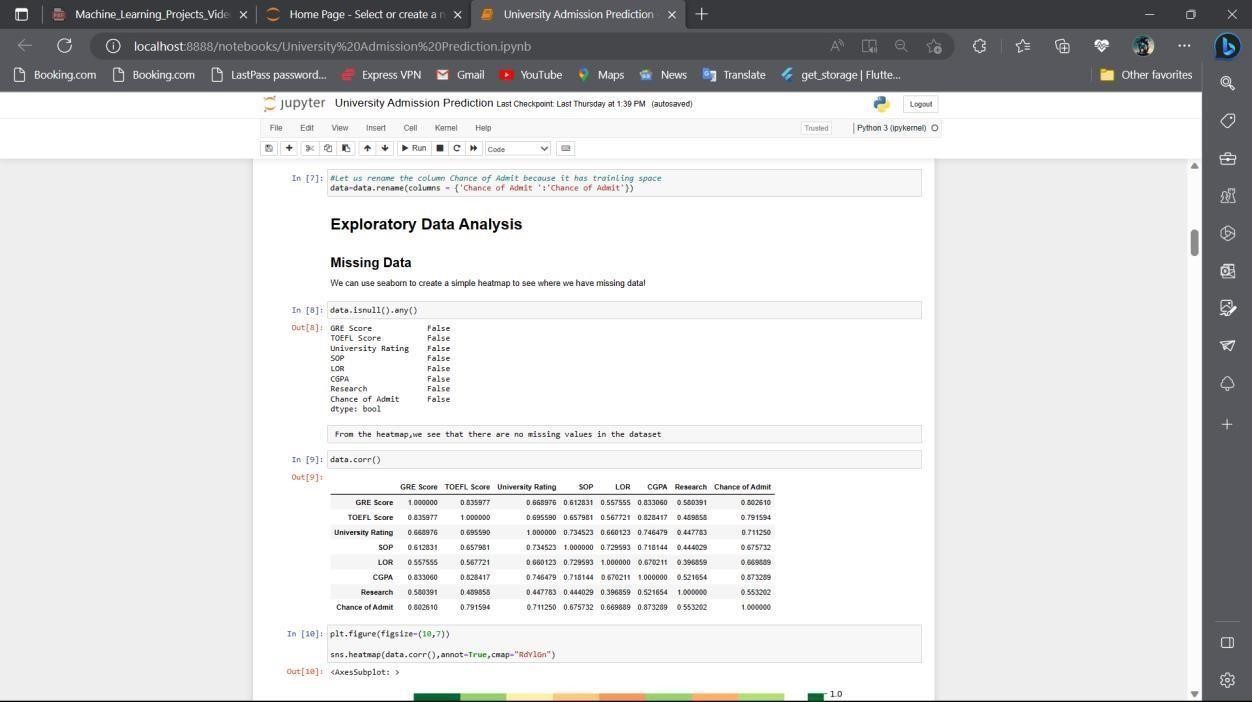 Machine_Learning_Projects_Vide
Home Page - Select or create a n
University Admission Prediction
localhost:8888/notebooks/University%20Admission%20Prediction.ipynb
Booking.com
Booking.com
LastPass password...
Express VPN
Gmail
YouTube
Maps
News
Translate
get_storage | Flutte...
Other favorites
jupyter University Admission Prediction Last Checkpoint: Last Thursday at 1:39 PM (autosaved)
Logout
File Edit View Insert Cell Kernel Help
Trusted
Python 3 (ipykernel)
Run
Code
In [7]: #Let us rename the column Chance of Admit because it has trainling space
data=data.rename(columns = {'Chance of Admit ':'Chance of Admit'})
Exploratory Data Analysis
Missing Data
We can use seaborn to create a simple heatmap to see where we have missing data!
In [8]: data.isnull().any()
Out[8]: GRE Score False
TOEFL Score False
University Rating False
SOP False
LOR False
CGPA False
Research False
Chance of Admit False
dtype: bool
From the heatmap,we see that there are no missing values in the dataset
In [9]: data.corr()
Out[9]:
GRE Score TOEFL Score University Rating SOP LOR CGPA Research Chance of Admit
GRE Score 1.000000 0.835977 0.668976 0.612831 0.557555 0.833060 0.580391 0.802610
TOEFL Score 0.835977 1.000000 0.695590 0.657981 0.567721 0.828417 0.489858 0.791594
University Rating 0.668976 0.695590 1.000000 0.734523 0.660123 0.746479 0.447783 0.711250
SOP 0.612831 0.657981 0.734523 1.000000 0.729593 0.718144 0.444029 0.675732
LOR 0.557555 0.567721 0.660123 0.729593 1.000000 0.670211 0.396859 0.669889
CGPA 0.833060 0.828417 0.746479 0.718144 0.670211 1.000000 0.521654 0.873289
Research 0.580391 0.489858 0.447783 0.444029 0.396859 0.521654 1.000000 0.553202
Chance of Admit 0.802610 0.791594 0.711250 0.675732 0.669889 0.873289 0.553202 1.000000
In [10]: plt.figure(figsize=(10,7))
sns.heatmap(data.corr(),annot=True,cmap="RdYlGn")
Out[10]: <AxesSubplot: >
1.0